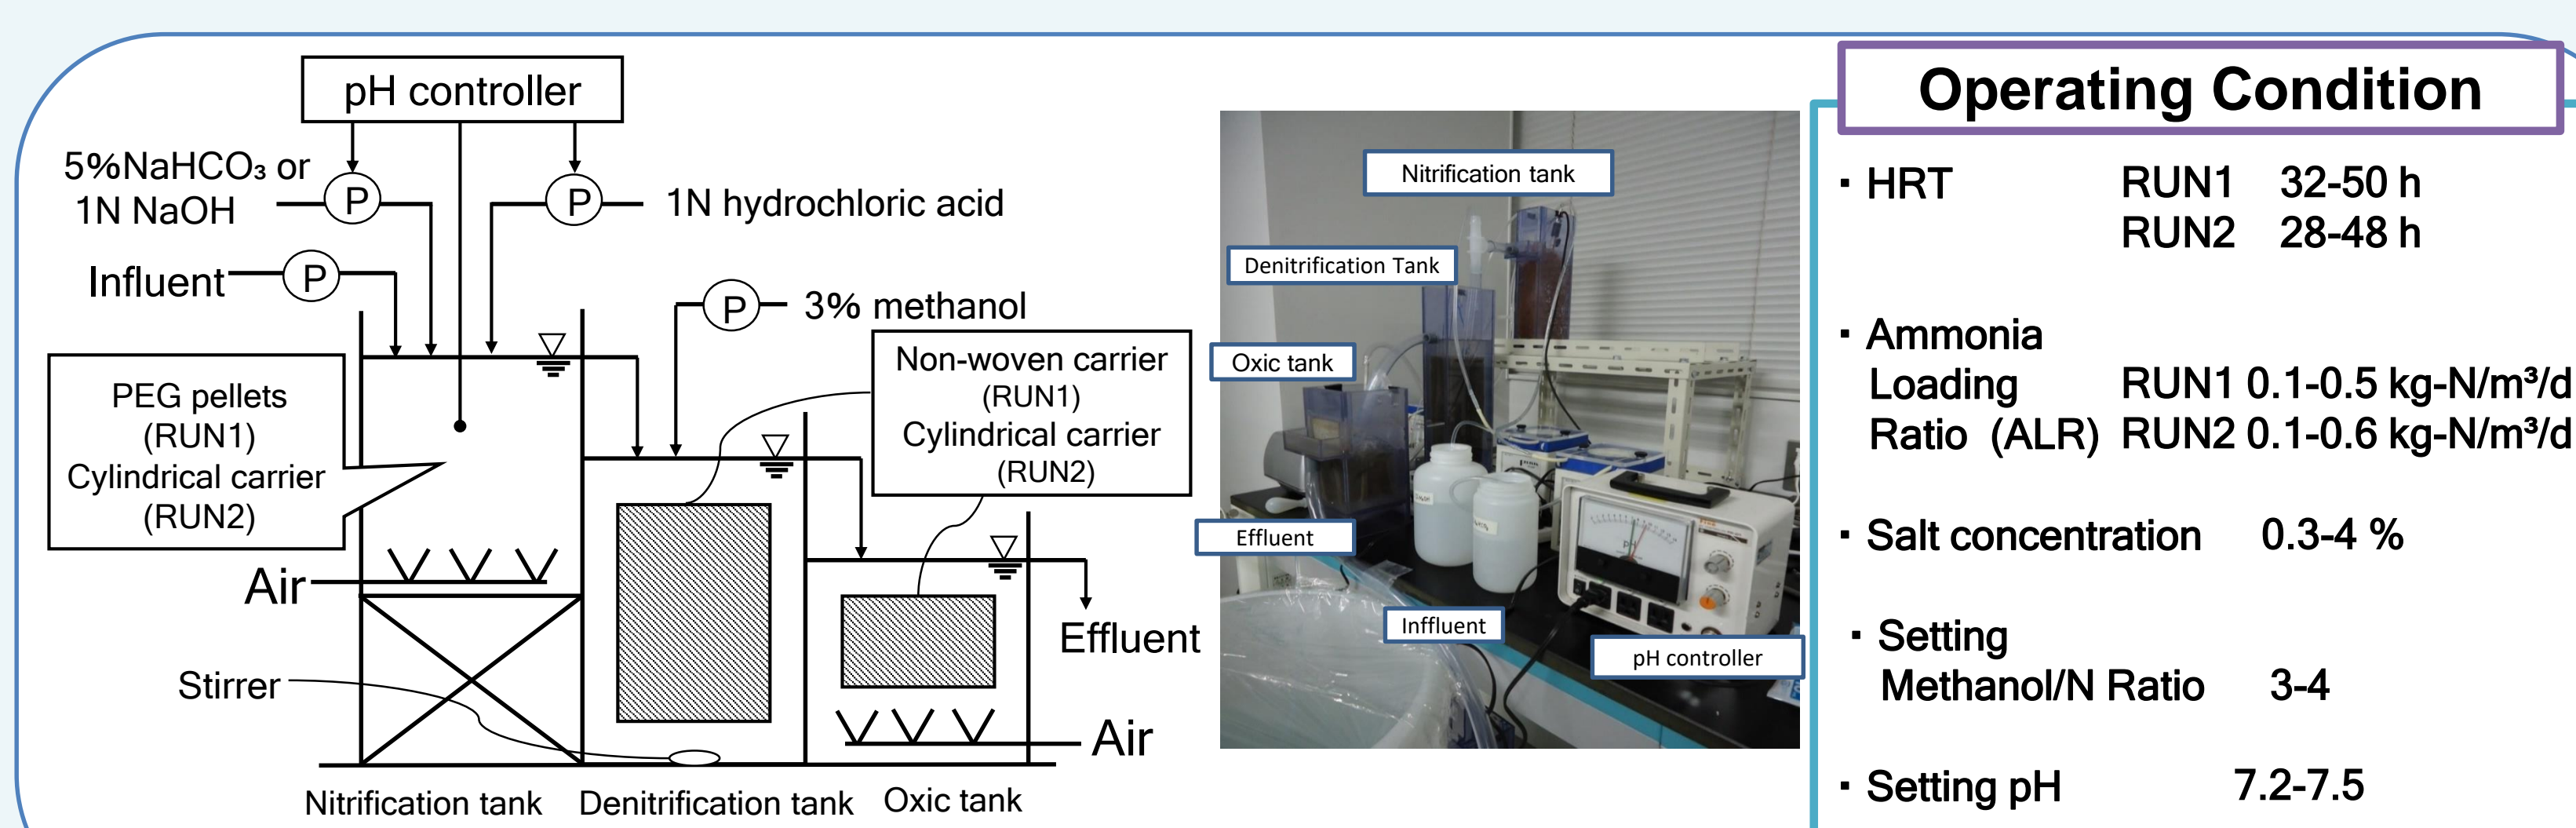 pH controller
5%NaHCO₃ or
1N NaOH
P
P
1N hydrochloric acid
Influent
P
P
3% methanol
PEG pellets
(RUN1)
Cylindrical carrier
(RUN2)
Non-woven carrier
(RUN1)
Cylindrical carrier
(RUN2)
Air
Effluent
Stirrer
Air
Nitrification tank
Denitrification tank
Oxic tank
Nitrification tank
Denitrification Tank
Oxic tank
Effluent
Inffluent
pH controller
pH
Operating Condition
・HRT RUN1 32-50 h
RUN2 28-48 h
・Ammonia
Loading RUN1 0.1-0.5 kg-N/m³/d
Ratio (ALR) RUN2 0.1-0.6 kg-N/m³/d
・Salt concentration 0.3-4 %
・Setting
Methanol/N Ratio 3-4
・Setting pH 7.2-7.5